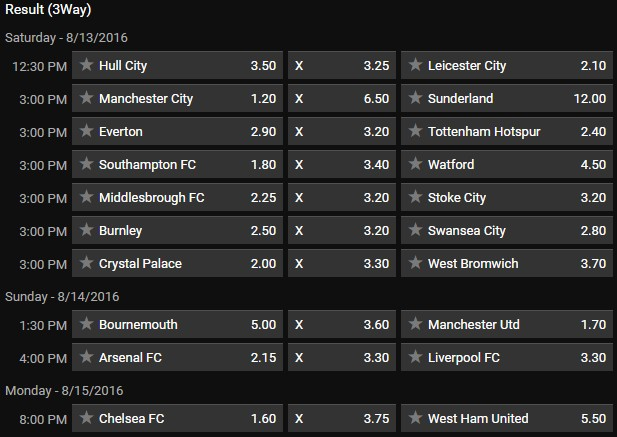 Result (3Way)
Saturday - 8/13/2016
12:30 PM Hull City 3.50 X 3.25 Leicester City 2.10
3:00 PM Manchester City 1.20 X 6.50 Sunderland 12.00
3:00 PM Everton 2.90 X 3.20 Tottenham Hotspur 2.40
3:00 PM Southampton FC 1.80 X 3.40 Watford 4.50
3:00 PM Middlesbrough FC 2.25 X 3.20 Stoke City 3.20
3:00 PM Burnley 2.50 X 3.20 Swansea City 2.80
3:00 PM Crystal Palace 2.00 X 3.30 West Bromwich 3.70
Sunday - 8/14/2016
1:30 PM Bournemouth 5.00 X 3.60 Manchester Utd 1.70
4:00 PM Arsenal FC 2.15 X 3.30 Liverpool FC 3.30
Monday - 8/15/2016
8:00 PM Chelsea FC 1.60 X 3.75 West Ham United 5.50